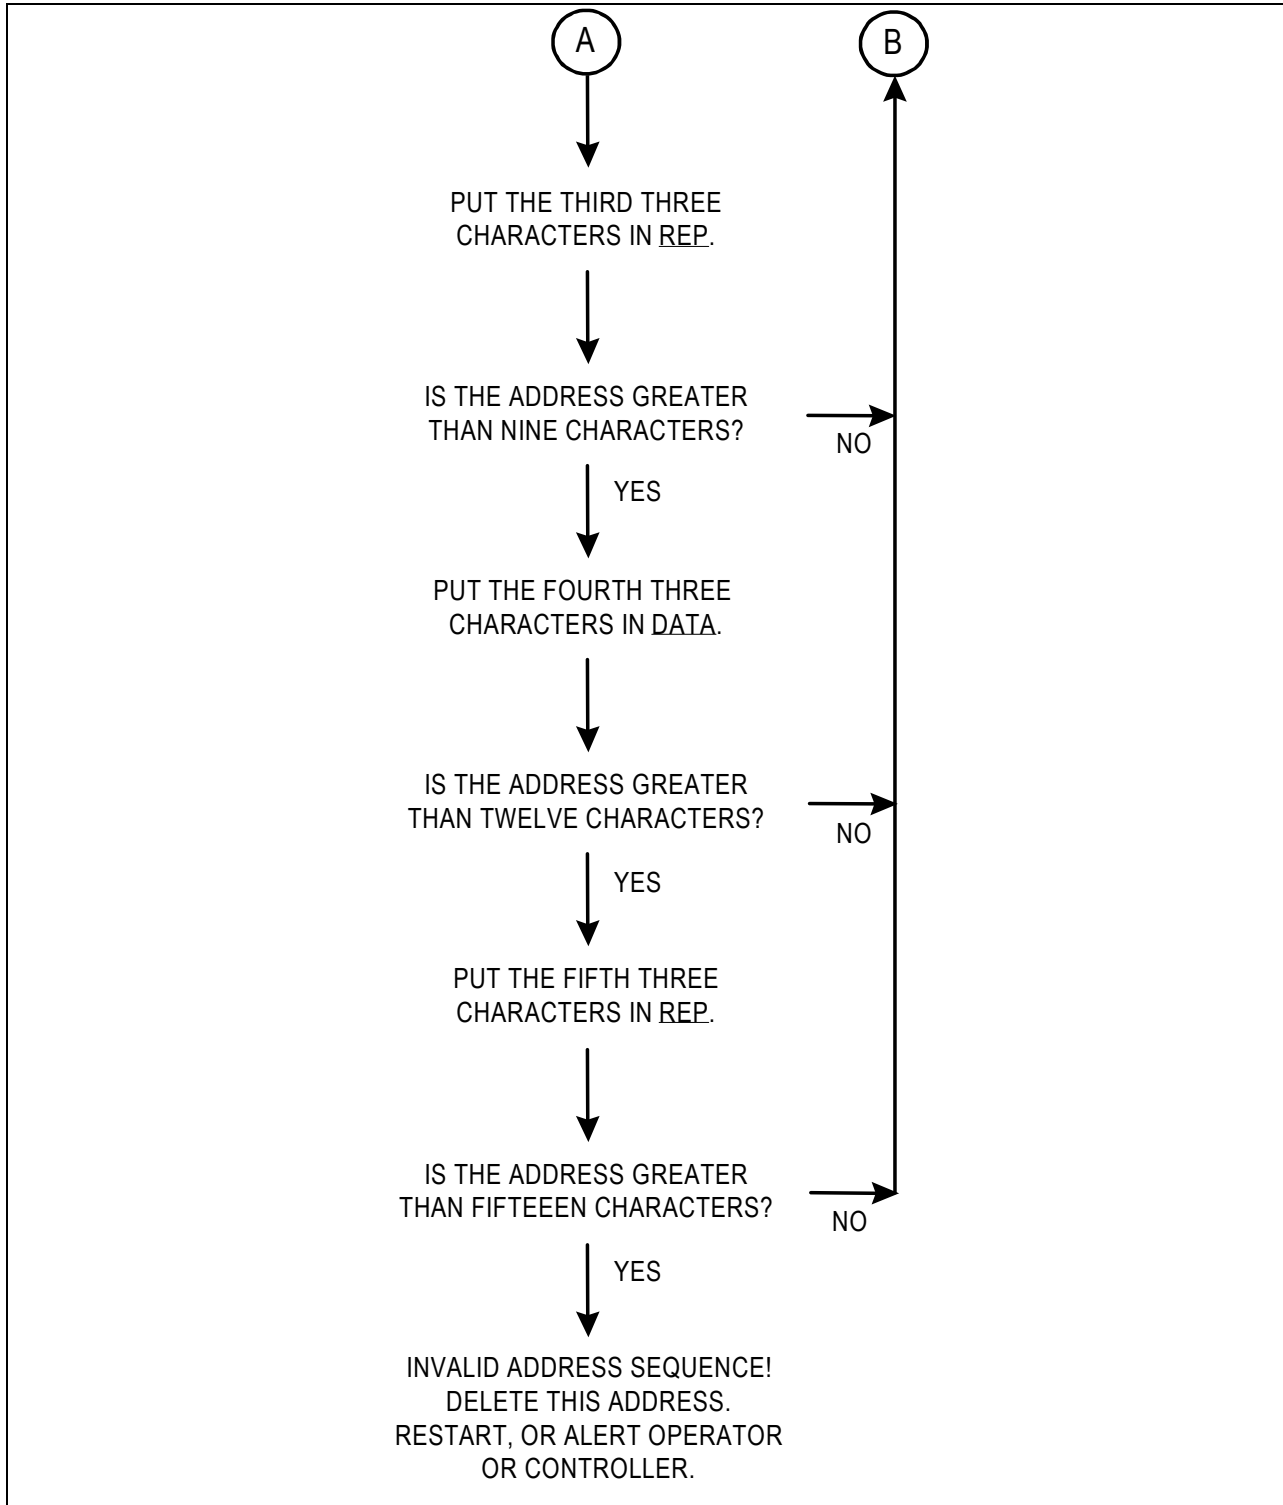 A
B
PUT THE THIRD THREE
CHARACTERS IN REP.
IS THE ADDRESS GREATER
THAN NINE CHARACTERS?
NO
YES
PUT THE FOURTH THREE
CHARACTERS IN DATA.
IS THE ADDRESS GREATER
THAN TWELVE CHARACTERS?
NO
YES
PUT THE FIFTH THREE
CHARACTERS IN REP.
IS THE ADDRESS GREATER
THAN FIFTEEEN CHARACTERS?
NO
YES
INVALID ADDRESS SEQUENCE!
DELETE THIS ADDRESS.
RESTART, OR ALERT OPERATOR
OR CONTROLLER.